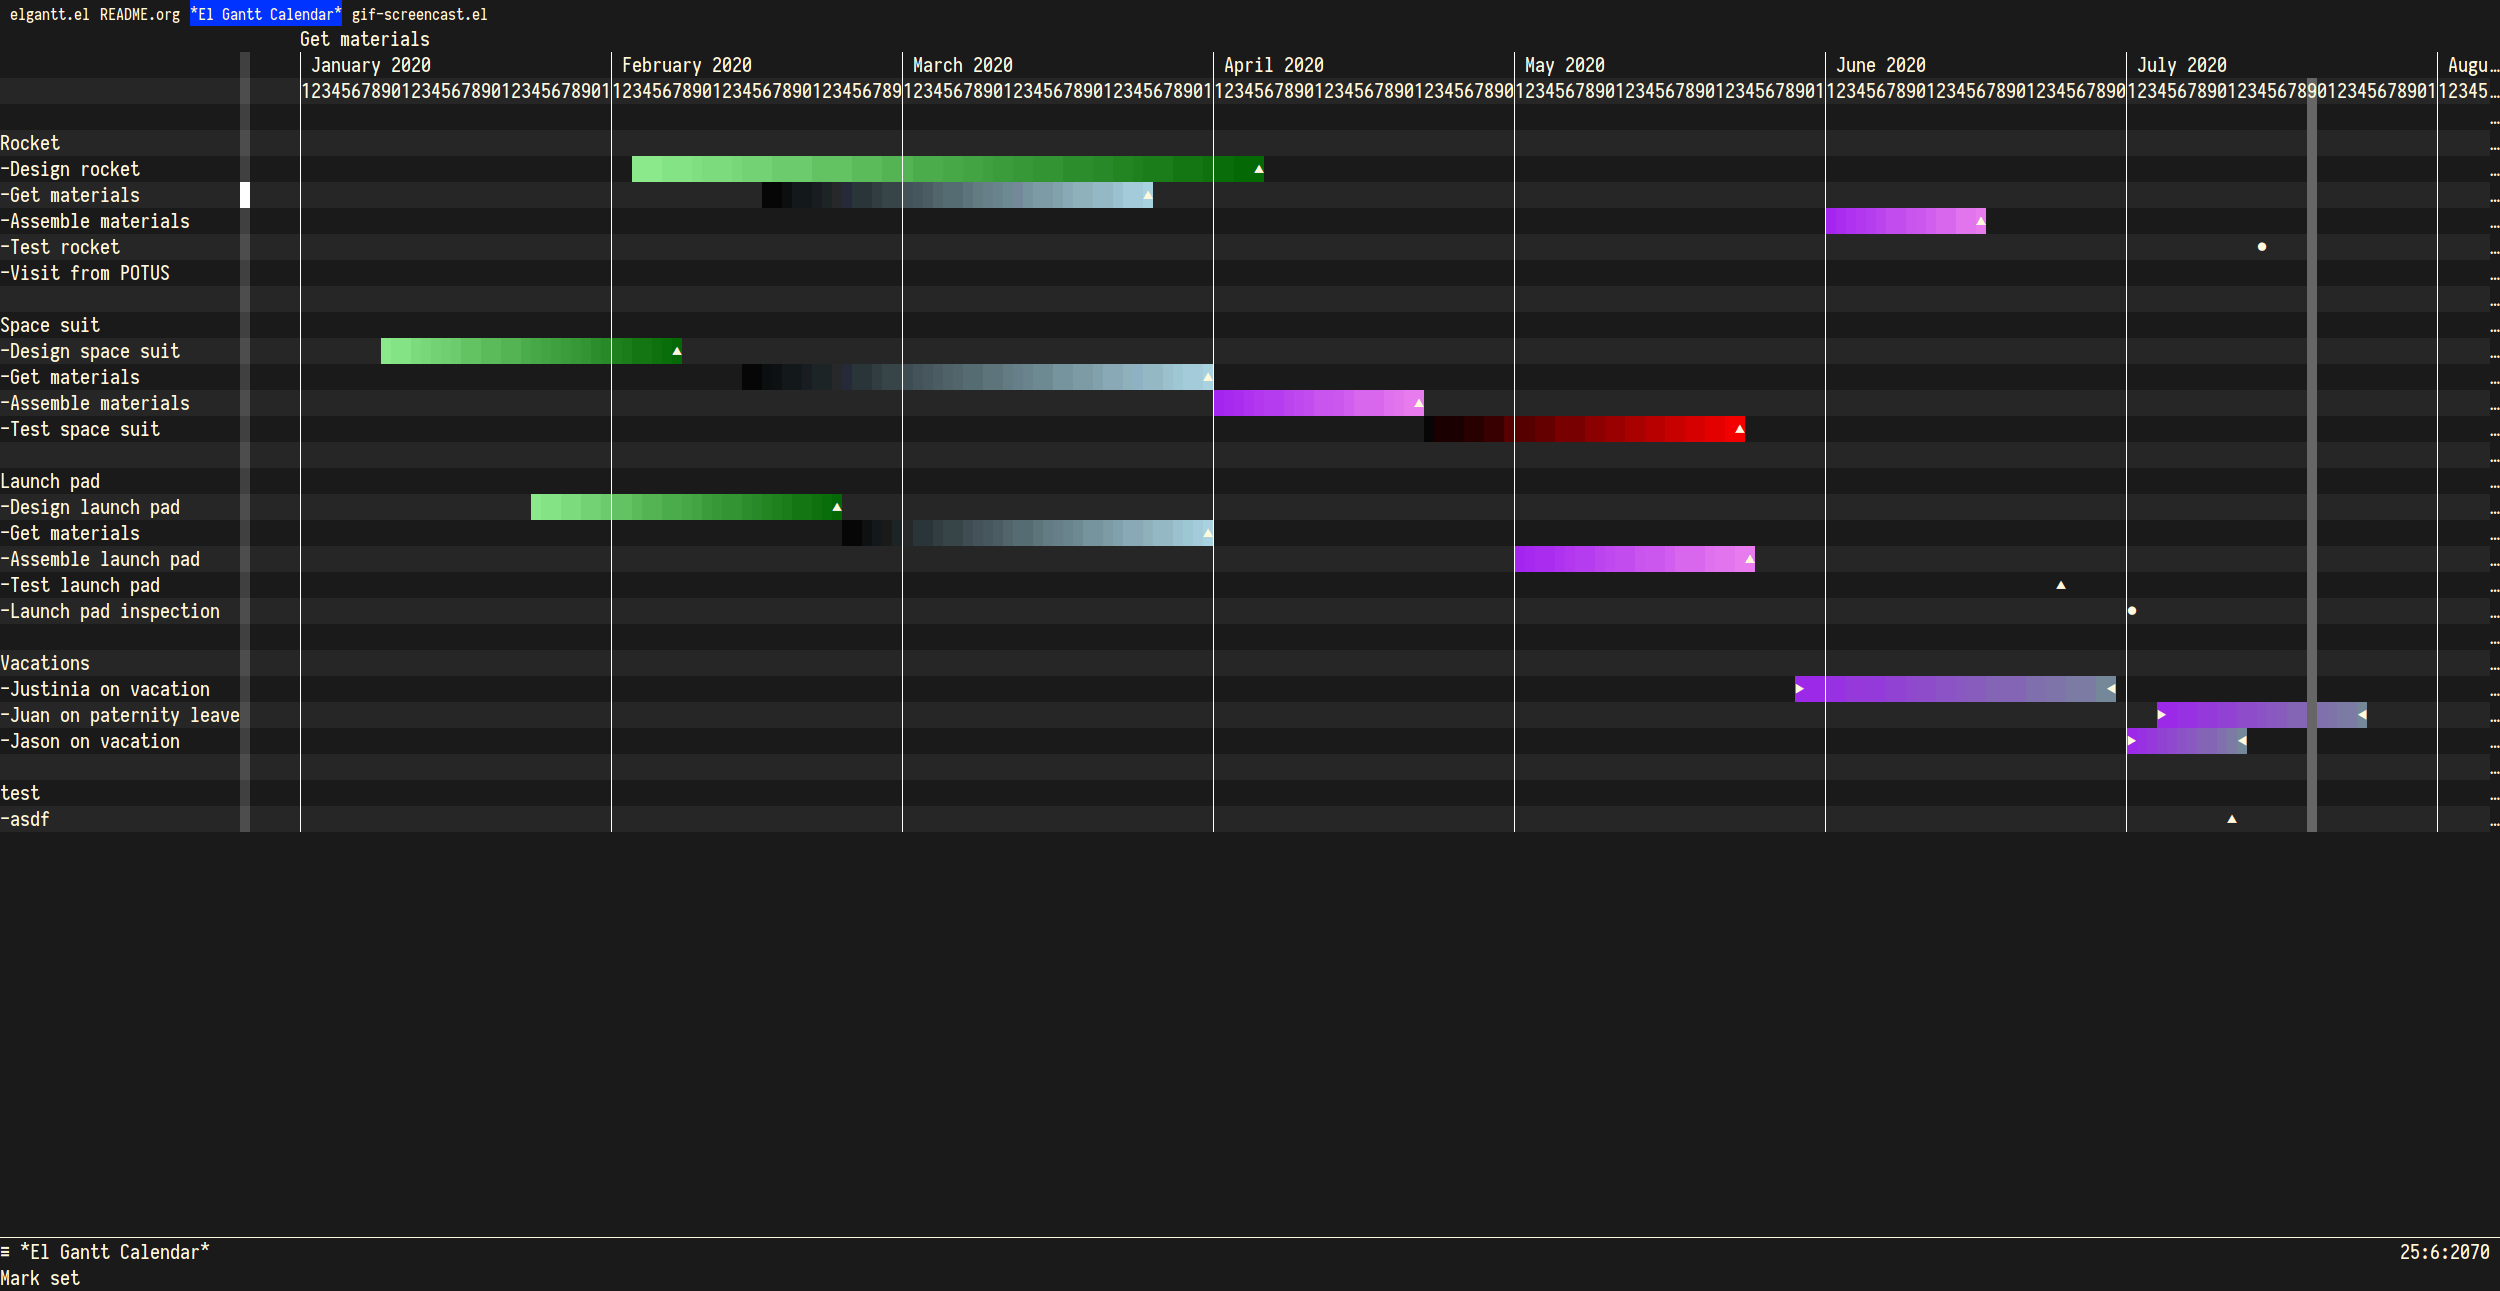 elgantt.el README.org *El Gantt Calendar* gif-screencast.el
Get materials
January 2020 February 2020 March 2020 April 2020 May 2020 June 2020 July 2020 Augu…
1234567890123456789012345678901 12345678901234567890123456789 1234567890123456789012345678901 123456789012345678901234567890 1234567890123456789012345678901 123456789012345678901234567890 1234567890123456789012345678901 12345…
Rocket
-Design rocket
-Get materials
-Assemble materials
-Test rocket
-Visit from POTUS
Space suit
-Design space suit
-Get materials
-Assemble materials
-Test space suit
Launch pad
-Design launch pad
-Get materials
-Assemble launch pad
-Test launch pad
-Launch pad inspection
Vacations
-Justinia on vacation
-Juan on paternity leave
-Jason on vacation
test
-asdf
≡ *El Gantt Calendar* 25:6:2070
Mark set